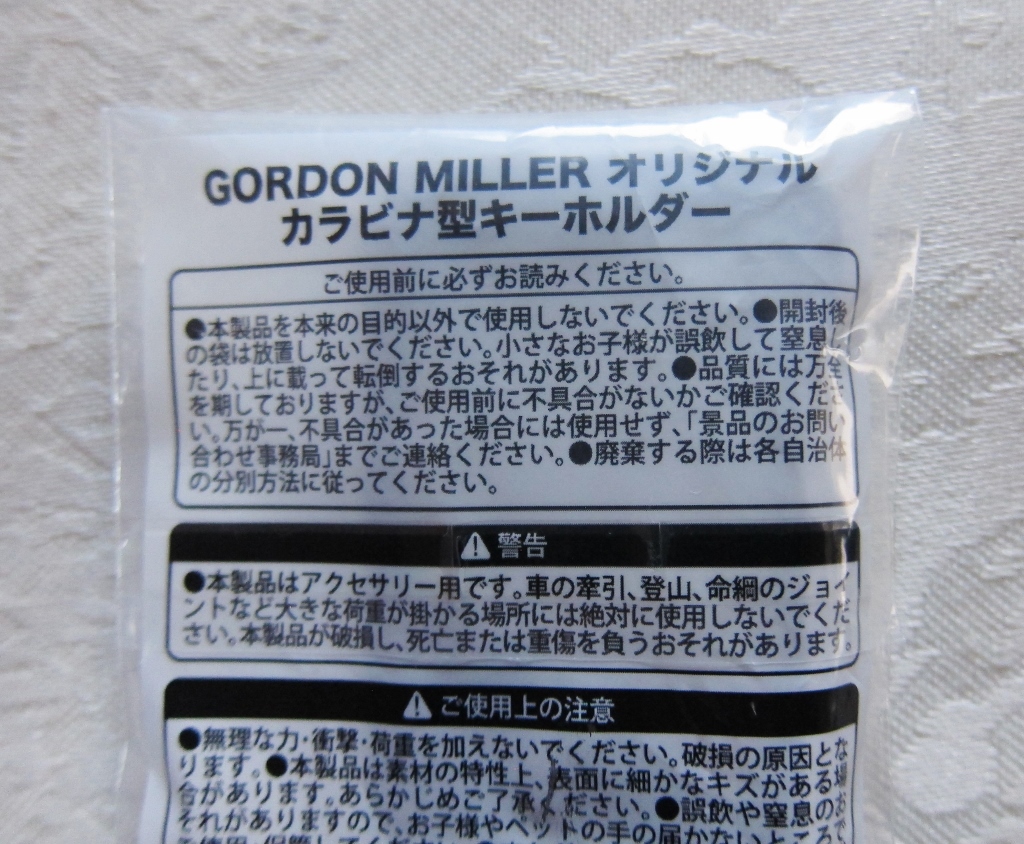 GORDON MILLER オリジナル
カラビナ型キーホルダー
ご使用前に必ずお読みください。
●本製品を本来の目的以外で使用しないでください。●開封後
の袋は放置しないでください。小さなお子様が誤飲して窒息し
たり、上に載って転倒するおそれがあります。●品質には万全
を期しておりますが、ご使用前に不具合がないかご確認くださ
い。万が一、不具合があった場合には使用せず、「景品のお問い
合わせ事務局」までご連絡ください。●廃棄する際は各自治体
の分別方法に従ってください。
⚠警告
●本製品はアクセサリー用です。車の牽引、登山、命綱のジョイ
ントなど大きな荷重が掛かる場所には絶対に使用しないでくだ
さい。本製品が破損し、死亡または重傷を負うおそれがあります。
⚠ご使用上の注意
●無理な力・衝撃・荷重を加えないでください。破損の原因とな
ります。●本製品は素材の特性上、表面に細かなキズがある場
合があります。あらかじめご了承ください。●誤飲や窒息のお
それがありますので、お子様やペットの手の届かないところで